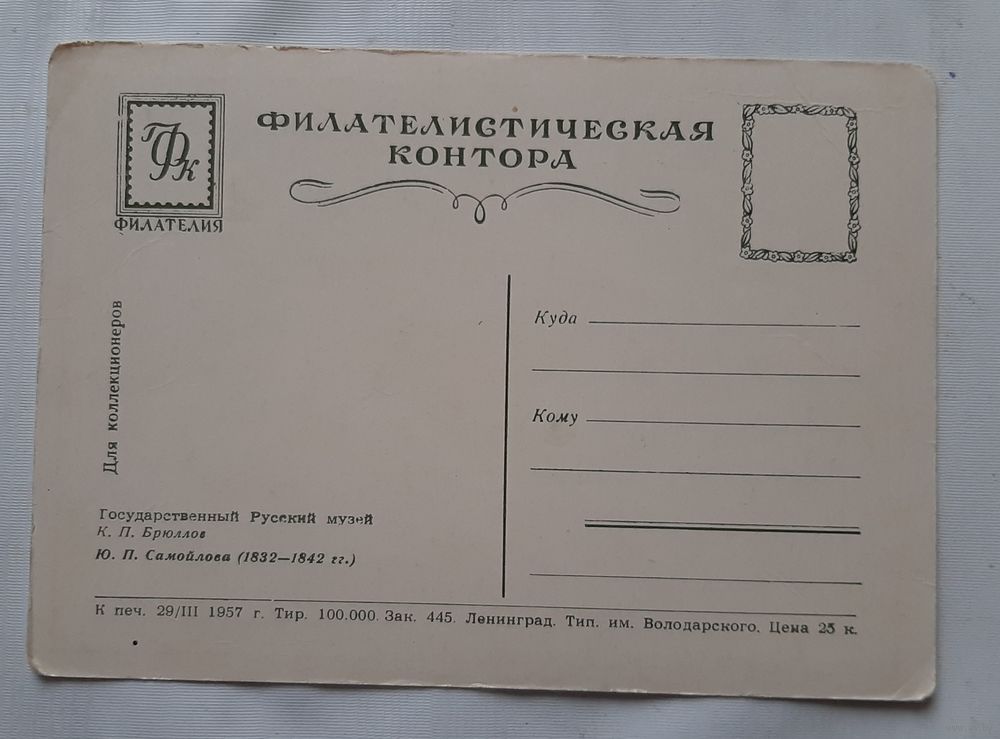 ГФК
ФИЛАТЕЛИЯ
ФИЛАТЕЛИСТИЧЕСКАЯ
КОНТОРА
Для коллекционеров
Куда
Кому
Государственный Русский музей
К. П. Брюллов
Ю. П. Самойлова (1832—1842 гг.)
К печ. 29/III 1957 г. Тир. 100.000. Зак. 445. Ленинград. Тип. им. Володарского. Цена 25 к.